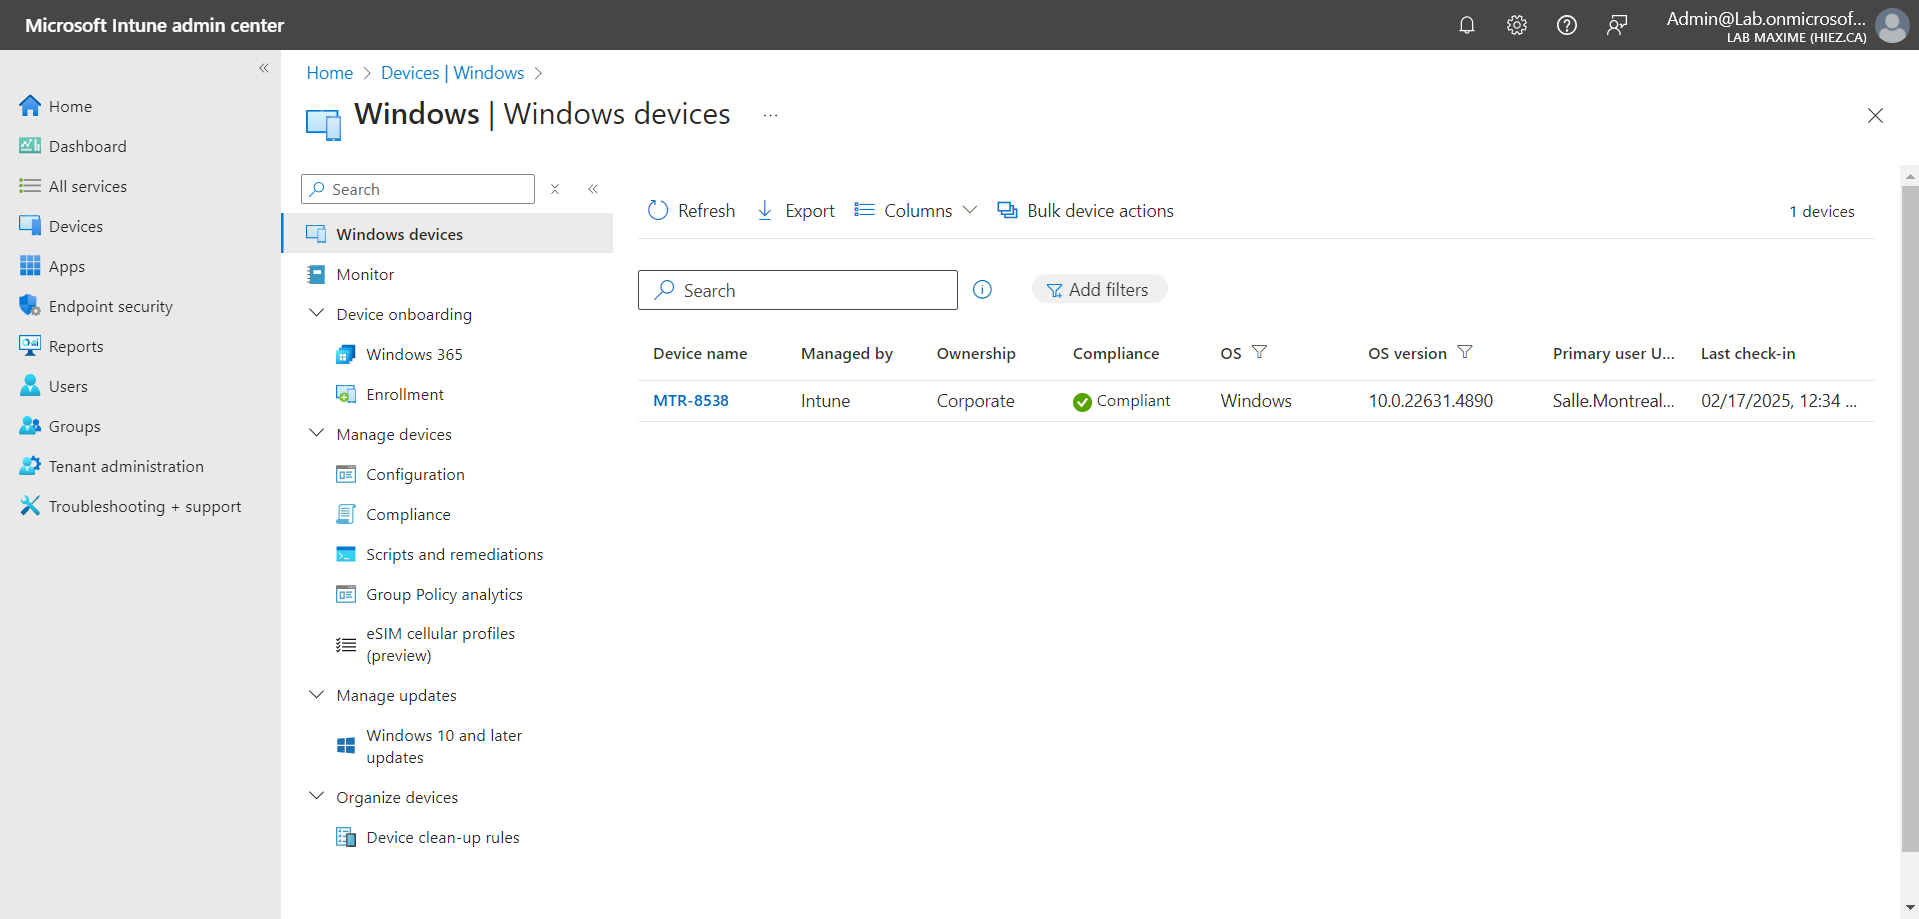 Microsoft Intune admin center
Admin@Lab.onmicrosof...
LAB MAXIME (HIEZ.CA)
Home
Dashboard
All services
Devices
Apps
Endpoint security
Reports
Users
Groups
Tenant administration
Troubleshooting + support
Home > Devices | Windows >
Windows | Windows devices ...
Search
Windows devices
Monitor
Device onboarding
Windows 365
Enrollment
Manage devices
Configuration
Compliance
Scripts and remediations
Group Policy analytics
eSIM cellular profiles
(preview)
Manage updates
Windows 10 and later
updates
Organize devices
Device clean-up rules
Refresh Export Columns Bulk device actions 1 devices
Search Add filters
Device name Managed by Ownership Compliance OS OS version Primary user U... Last check-in
MTR-8538 Intune Corporate Compliant Windows 10.0.22631.4890 Salle.Montreal... 02/17/2025, 12:34 ...